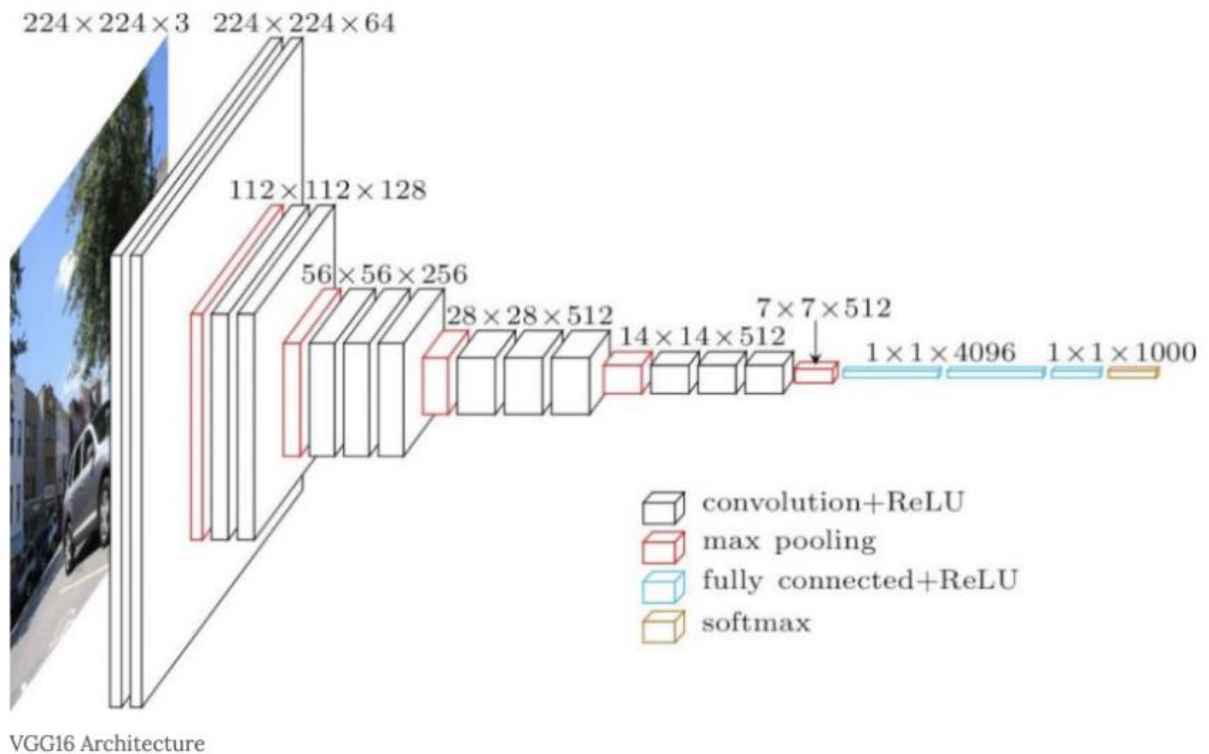 224×224×3
224×224×64
112×112×128
56×56×256
28×28×512
14×14×512
7×7×512
1×1×4096
1×1×1000
convolution+ReLU
max pooling
fully connected+ReLU
softmax
VGG16 Architecture